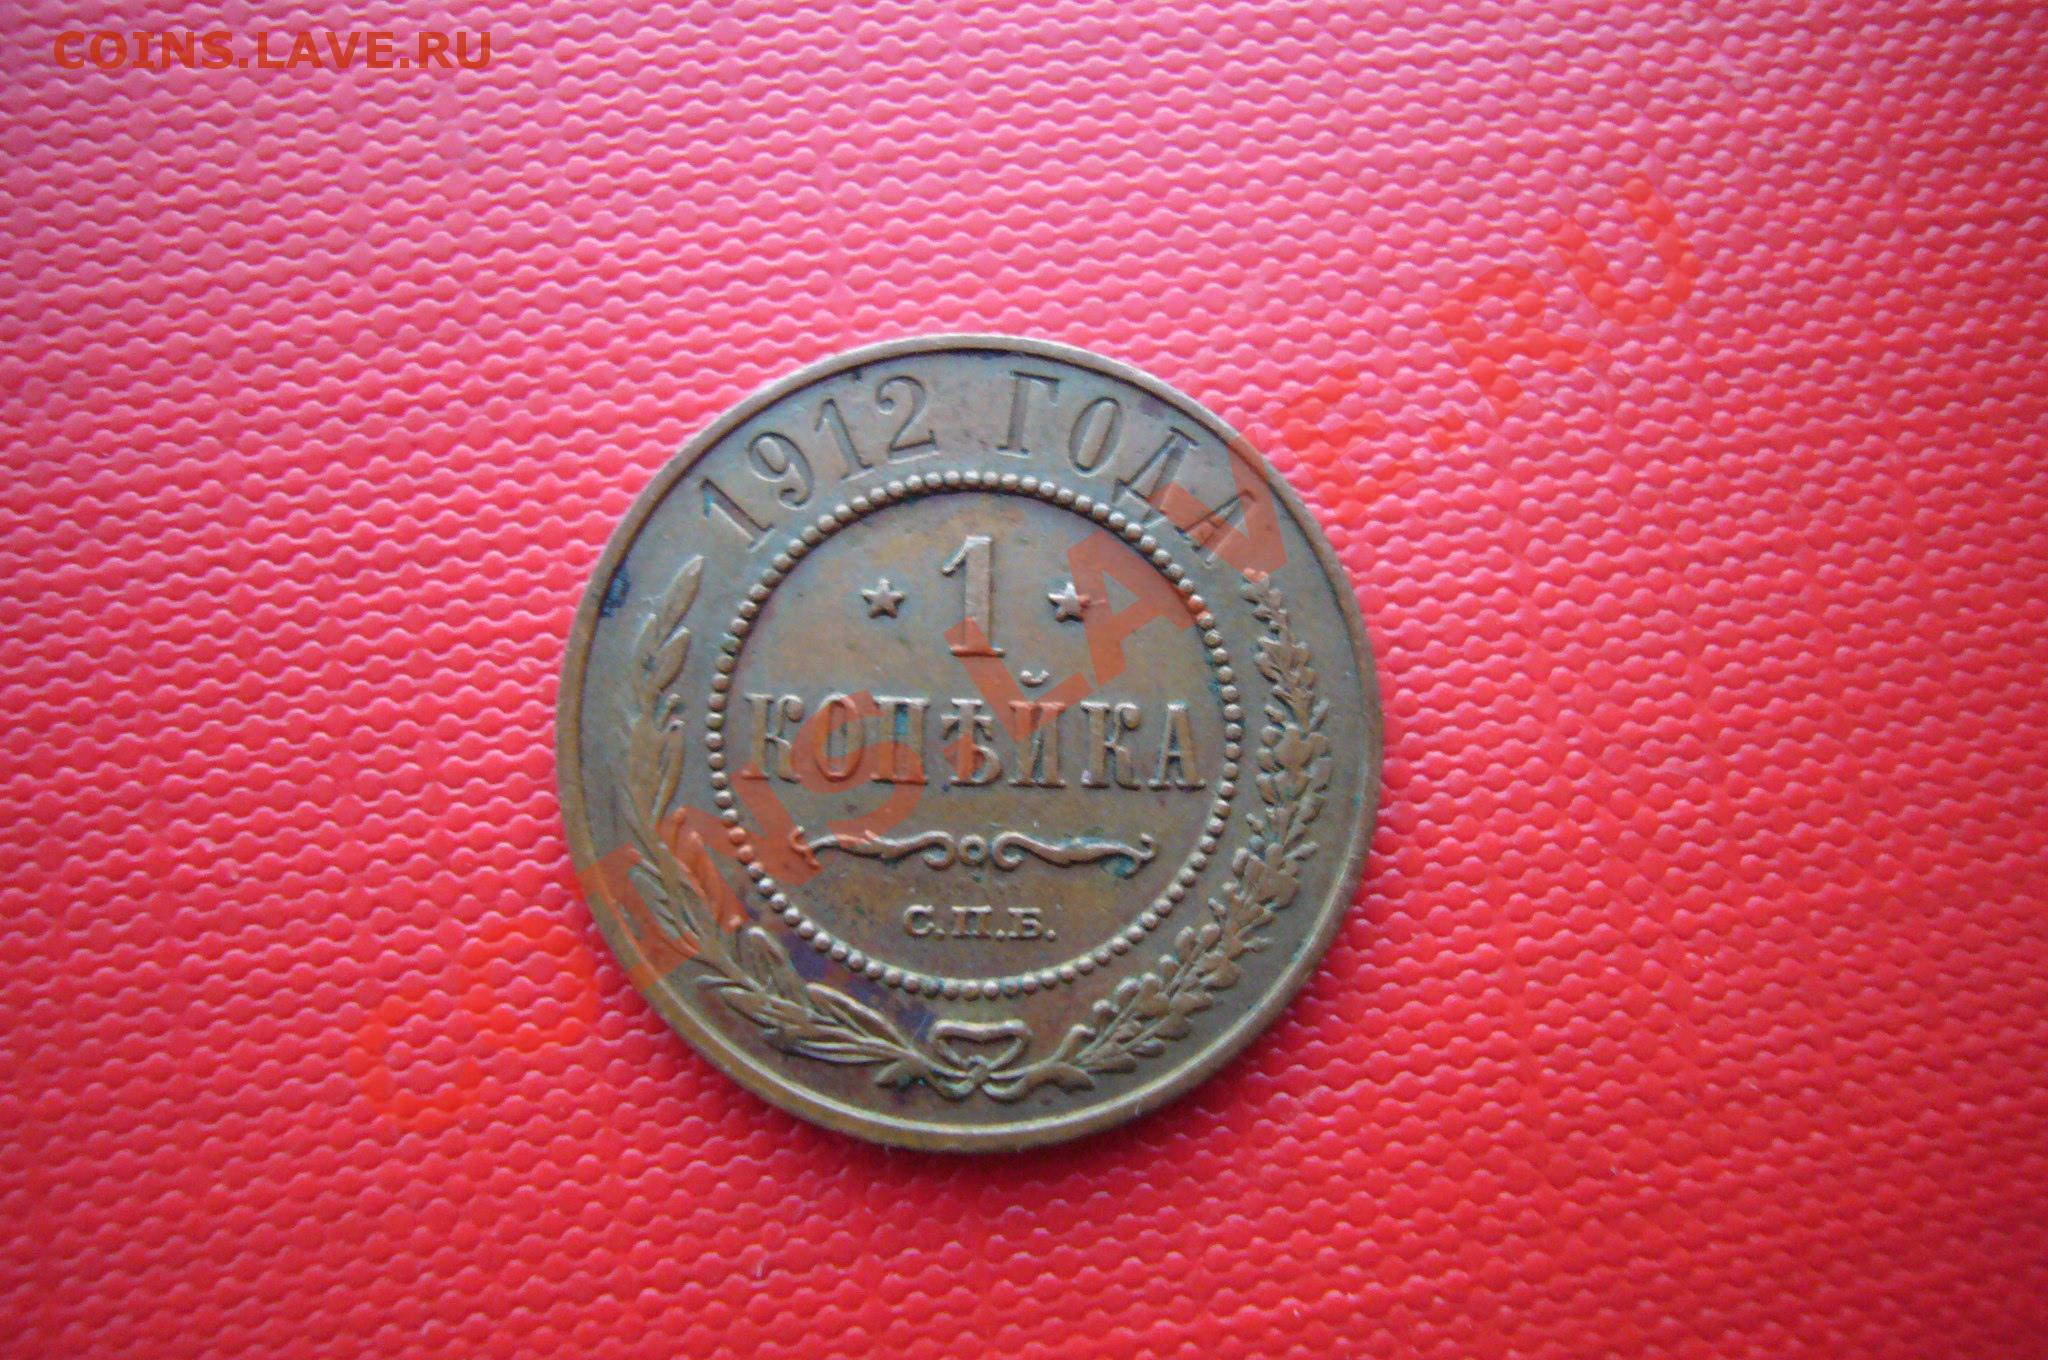 COINS.LAVE.RU
1912 ГОДА
1
КОПѢЙКА
С.П.Б.
COINS.LAVE.RU